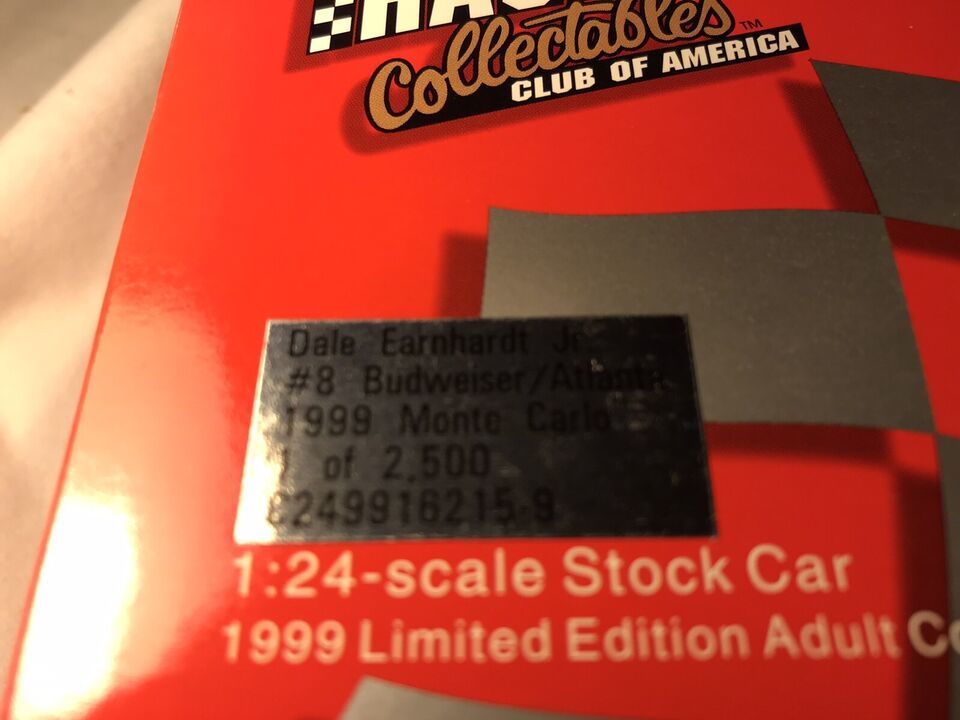 Collectables™
CLUB OF AMERICA
Dale Earnhardt Jr.
#8 Budweiser/Atlanta
1999 Monte Carlo
1 of 2,500
C249916215-9
1:24-scale Stock Car
1999 Limited Edition Adult